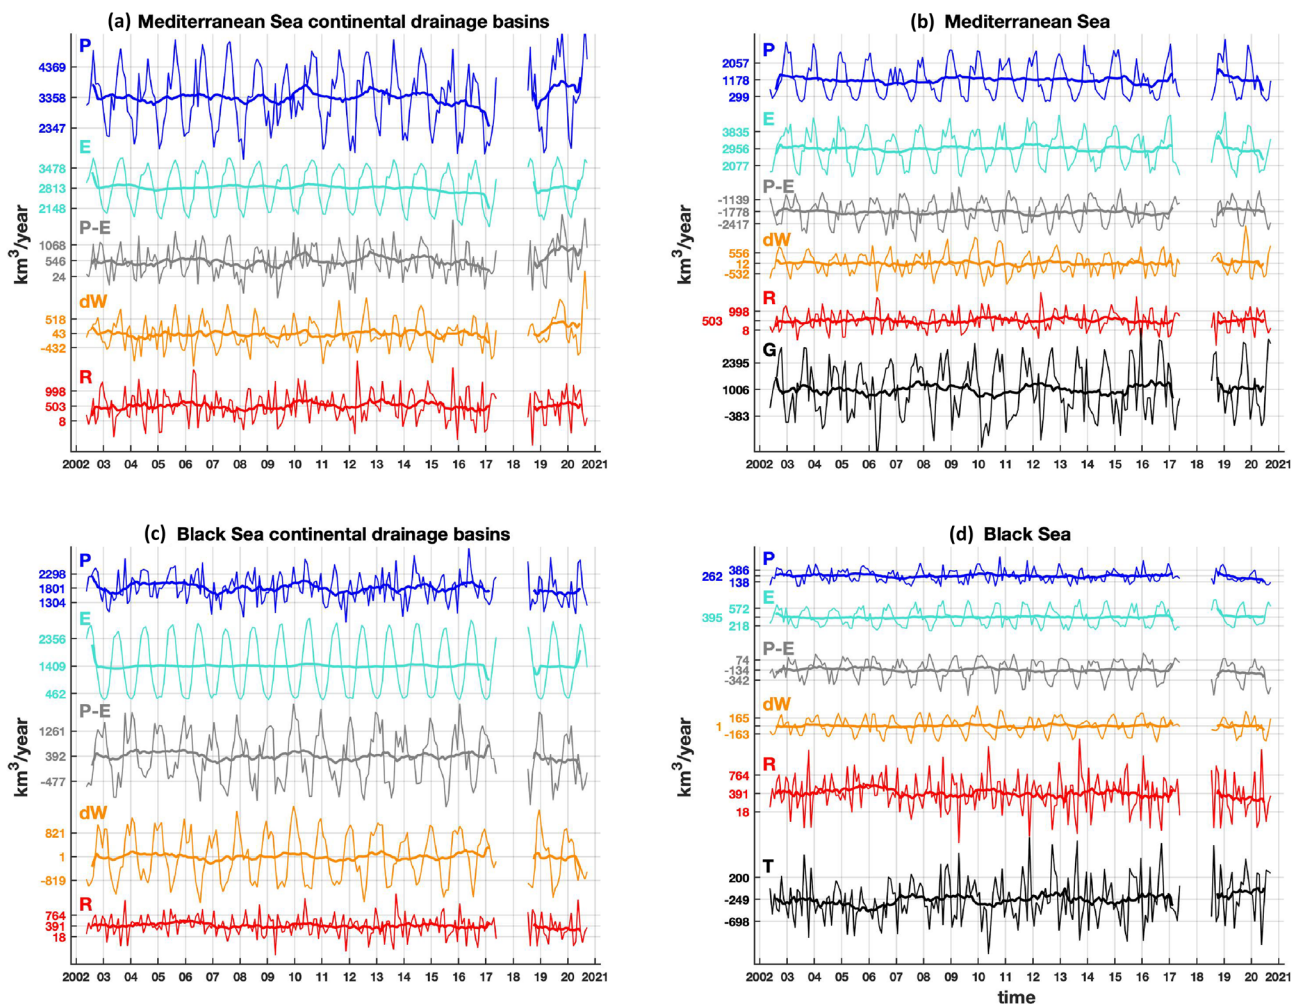 (a) Mediterranean Sea continental drainage basins
P
4369
3358
2347
E
3478
2813
2148
P-E
1068
546
24
dW
518
-43
-432
R
998
503
8
km3/year
2002 03 04 05 06 07 08 09 10 11 12 13 14 15 16 17 18 19 20 2021
(b) Mediterranean Sea
P
2057
1178
299
E
3835
2956
2077
P-E
-1139
-1778
-2417
dW
556
12
-532
R
998
503
8
G
2395
1006
-383
km3/year
2002 03 04 05 06 07 08 09 10 11 12 13 14 15 16 17 18 19 20 2021
(c) Black Sea continental drainage basins
P
2298
1801
1304
E
2356
1409
462
P-E
1261
392
-477
dW
821
1
-819
R
764
391
18
km3/year
2002 03 04 05 06 07 08 09 10 11 12 13 14 15 16 17 18 19 20 2021
(d) Black Sea
P
386
262
138
E
572
395
218
P-E
74
-134
-342
dW
165
1
-163
R
764
391
18
T
200
-249
-698
km3/year
2002 03 04 05 06 07 08 09 10 11 12 13 14 15 16 17 18 19 20 2021
time